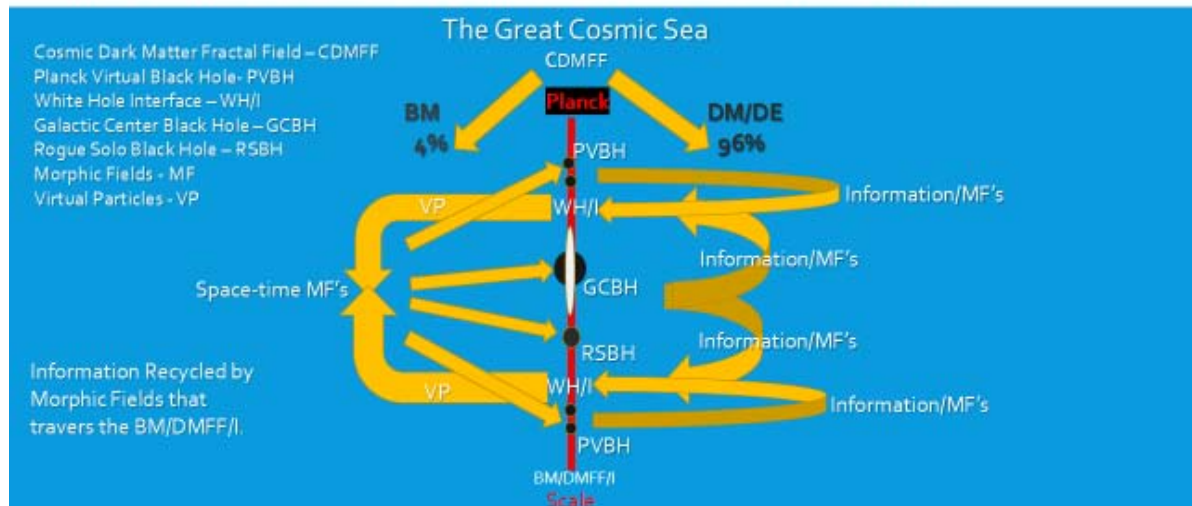 The Great Cosmic Sea
CDMFF
Cosmic Dark Matter Fractal Field – CDMFF
Planck Virtual Black Hole- PVBH
White Hole Interface – WH/I
Galactic Center Black Hole – GCBH
Rogue Solo Black Hole – RSBH
Morphic Fields - MF
Virtual Particles - VP
Planck
BM
4%
DM/DE
96%
PVBH
Information/MF's
VP
WH/I
Information/MF's
Space-time MF's
GCBH
Information/MF's
RSBH
Information Recycled by
Morphic Fields that
travers the BM/DMFF/I.
VP
WH/I
Information/MF's
PVBH
BM/DMFF/I
Scale